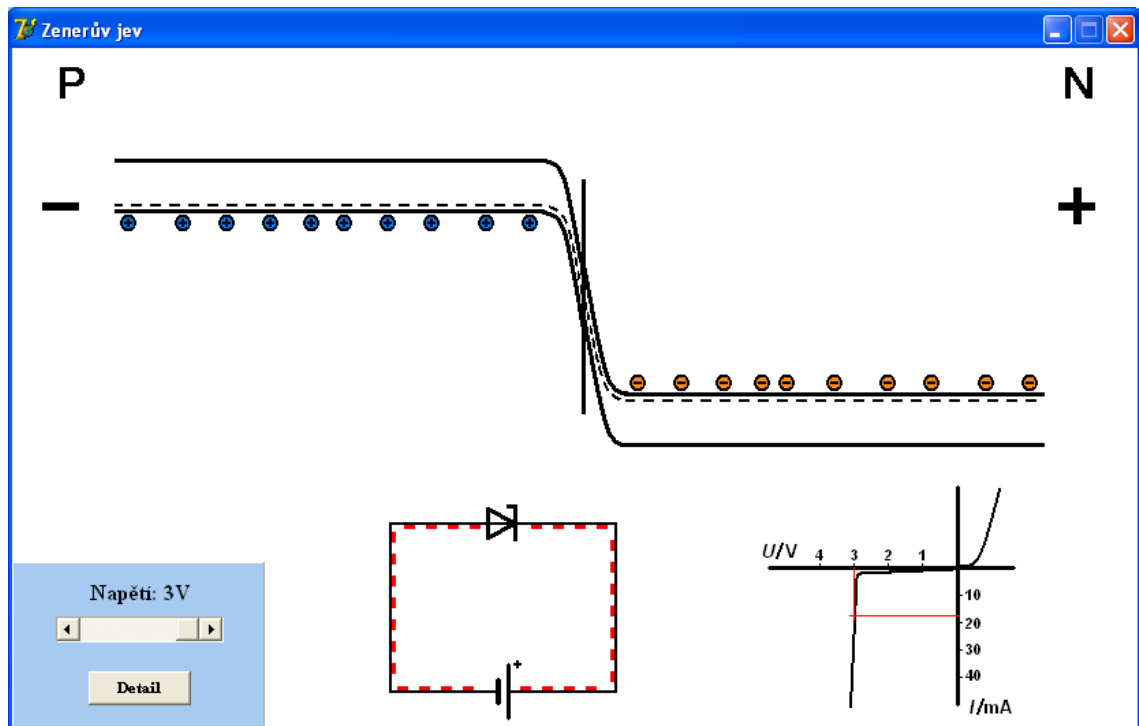 Zenerův jev
P
N
−
+
U/V
4
3
2
1
10
20
30
40
I/mA
+
Napětí: 3V
Detail